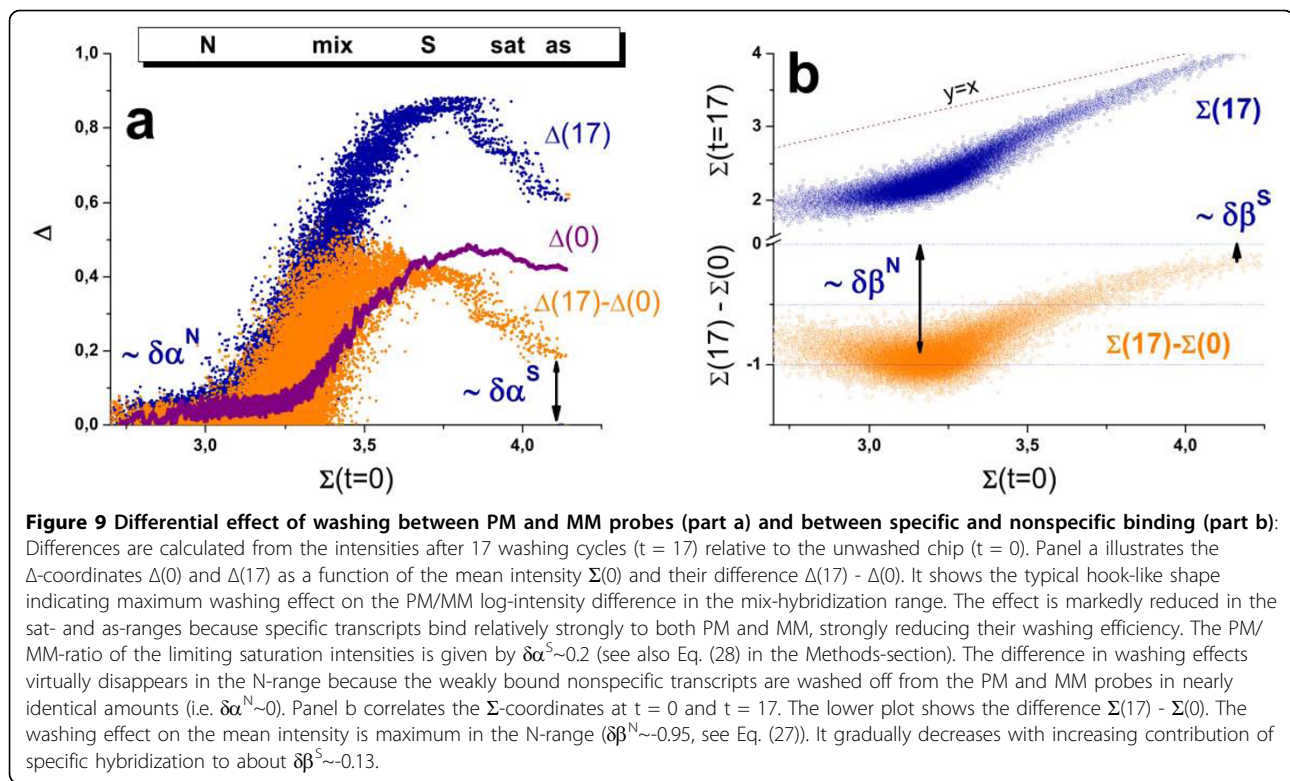 N mix S sat as
1,0
0,8
0,6
0,4
0,2
0,0
Δ
a
Δ(17)
Δ(0)
Δ(17)-Δ(0)
~ δα^N
~ δα^S
3,0 3,5 4,0
Σ(t=0)
b
4
3
2
0
-1
Σ(t=17)
Σ(17) - Σ(0)
y=x
Σ(17)
~ δβ^S
~ δβ^N
Σ(17)-Σ(0)
3,0 3,5 4,0
Σ(t=0)
Figure 9 Differential effect of washing between PM and MM probes (part a) and between specific and nonspecific binding (part b):
Differences are calculated from the intensities after 17 washing cycles (t = 17) relative to the unwashed chip (t = 0). Panel a illustrates the
Δ-coordinates Δ(0) and Δ(17) as a function of the mean intensity Σ(0) and their difference Δ(17) - Δ(0). It shows the typical hook-like shape
indicating maximum washing effect on the PM/MM log-intensity difference in the mix-hybridization range. The effect is markedly reduced in the
sat- and as-ranges because specific transcripts bind relatively strongly to both PM and MM, strongly reducing their washing efficiency. The PM/
MM-ratio of the limiting saturation intensities is given by δα^S~0.2 (see also Eq. (28) in the Methods-section). The difference in washing effects
virtually disappears in the N-range because the weakly bound nonspecific transcripts are washed off from the PM and MM probes in nearly
identical amounts (i.e. δα^N~0). Panel b correlates the Σ-coordinates at t = 0 and t = 17. The lower plot shows the difference Σ(17) - Σ(0). The
washing effect on the mean intensity is maximum in the N-range (δβ^N~-0.95, see Eq. (27)). It gradually decreases with increasing contribution of
specific hybridization to about δβ^S~-0.13.